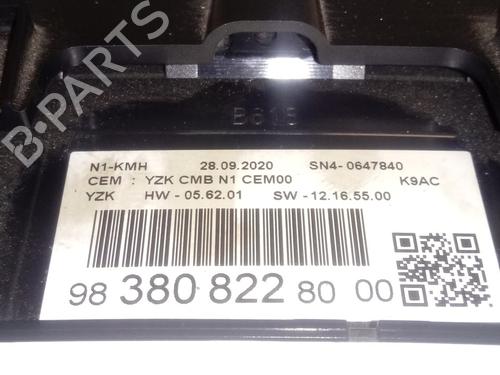 B-PARTS
B615
N1-KMH 28.09.2020 SN4- 0647840
CEM : YZK CMB N1 CEM00 K9AC
YZK HW - 05.62.01 SW - 12.16.55.00
98 380 822 80 00